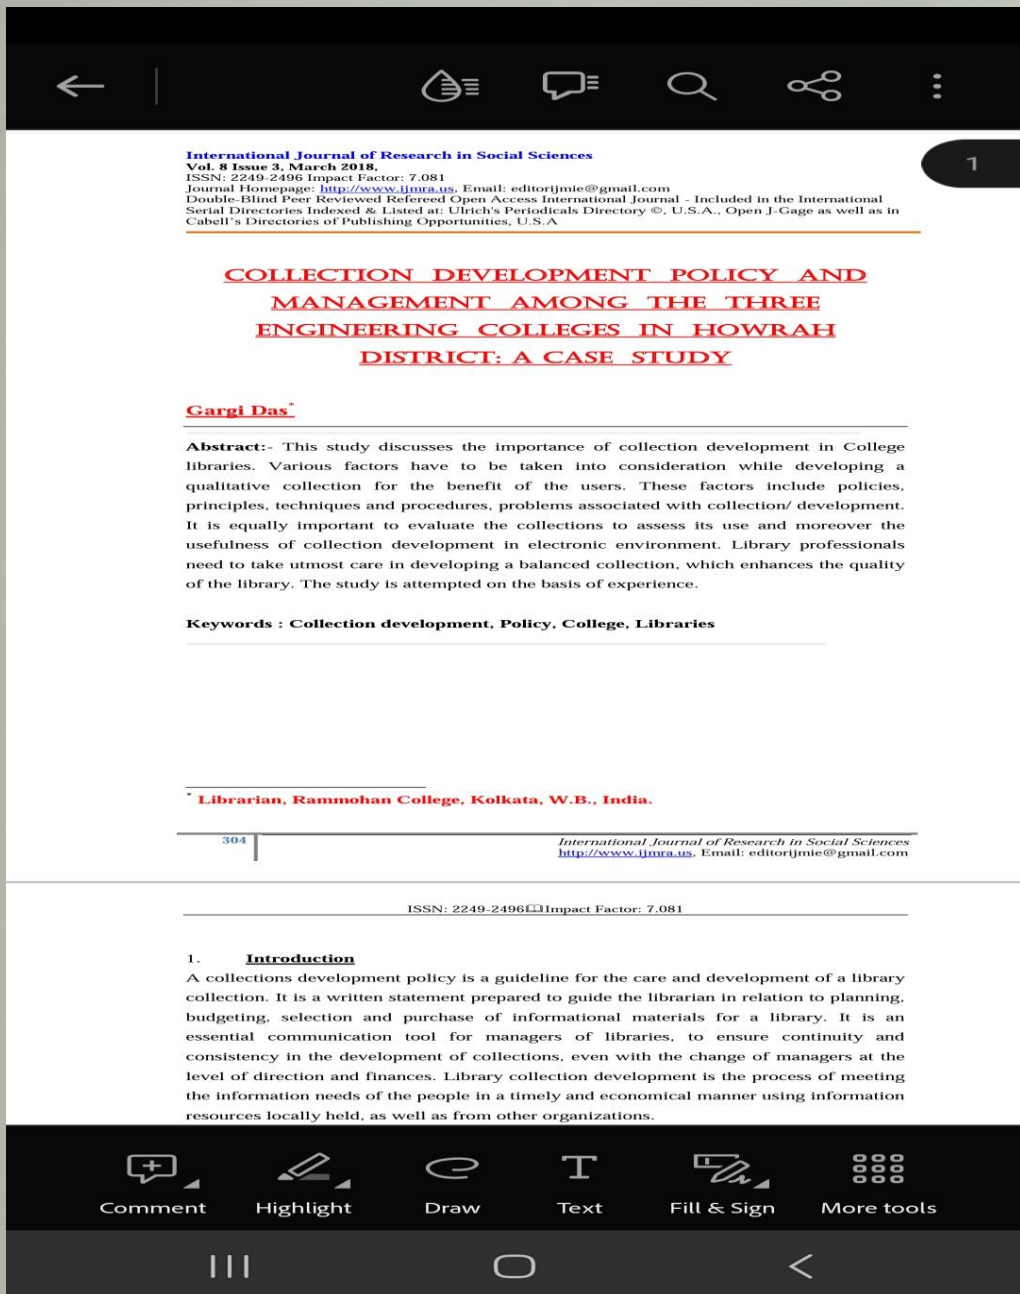 1
International Journal of Research in Social Sciences
Vol. 8 Issue 3, March 2018,
ISSN: 2249-2496 Impact Factor: 7.081
Journal Homepage: http://www.ijmra.us, Email: editorijmie@gmail.com
Double-Blind Peer Reviewed Refereed Open Access International Journal - Included in the International
Serial Directories Indexed & Listed at: Ulrich's Periodicals Directory ©, U.S.A., Open J-Gage as well as in
Cabell's Directories of Publishing Opportunities, U.S.A
COLLECTION DEVELOPMENT POLICY AND
MANAGEMENT AMONG THE THREE
ENGINEERING COLLEGES IN HOWRAH
DISTRICT: A CASE STUDY
Gargi Das*
Abstract:- This study discusses the importance of collection development in College
libraries. Various factors have to be taken into consideration while developing a
qualitative collection for the benefit of the users. These factors include policies,
principles, techniques and procedures, problems associated with collection/ development.
It is equally important to evaluate the collections to assess its use and moreover the
usefulness of collection development in electronic environment. Library professionals
need to take utmost care in developing a balanced collection, which enhances the quality
of the library. The study is attempted on the basis of experience.
Keywords : Collection development, Policy, College, Libraries
* Librarian, Rammohan College, Kolkata, W.B., India.
304
International Journal of Research in Social Sciences
http://www.ijmra.us, Email: editorijmie@gmail.com
ISSN: 2249-2496🕮Impact Factor: 7.081
1. Introduction
A collections development policy is a guideline for the care and development of a library
collection. It is a written statement prepared to guide the librarian in relation to planning,
budgeting, selection and purchase of informational materials for a library. It is an
essential communication tool for managers of libraries, to ensure continuity and
consistency in the development of collections, even with the change of managers at the
level of direction and finances. Library collection development is the process of meeting
the information needs of the people in a timely and economical manner using information
resources locally held, as well as from other organizations.
Comment Highlight Draw Text Fill & Sign More tools